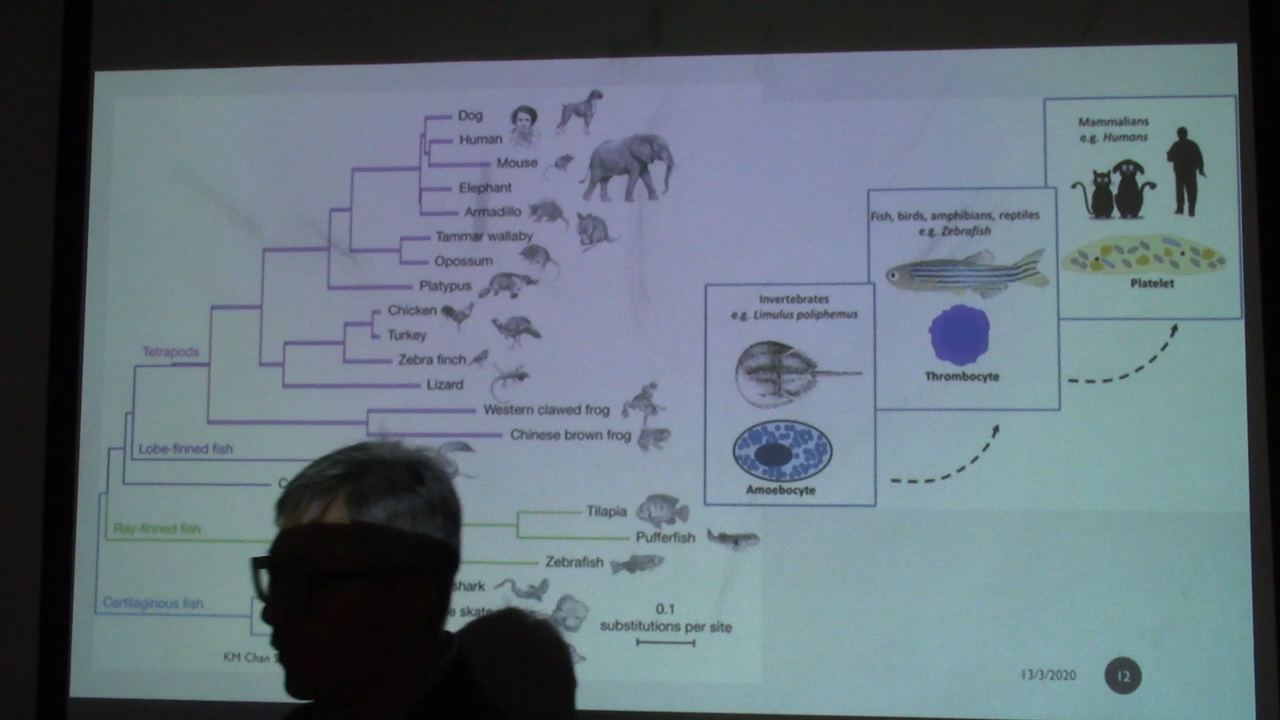 Dog
Human
Mouse
Elephant
Armadillo
Tammar wallaby
Opossum
Platypus
Chicken
Turkey
Zebra finch
Lizard
Western clawed frog
Chinese brown frog
Tetrapods
Lobe-finned fish
C
Ray-finned fish
Tilapia
Pufferfish
Zebrafish
Cartilaginous fish
shark
e skate
0.1
substitutions per site
KM Chan
Invertebrates
e.g. Limulus poliphemus
Amoebocyte
Fish, birds, amphibians, reptiles
e.g. Zebrafish
Thrombocyte
Mammalians
e.g. Humans
Platelet
13/3/2020
12